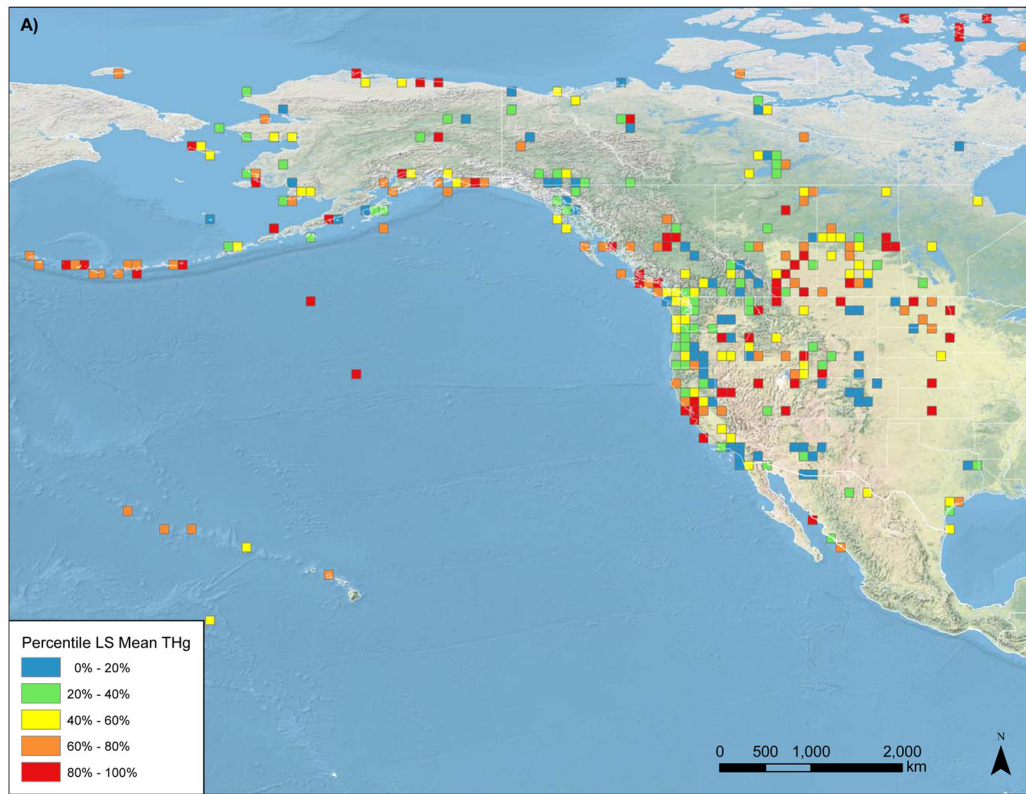 A)
Percentile LS Mean THg
0% - 20%
20% - 40%
40% - 60%
60% - 80%
80% - 100%
0 500 1,000 2,000
km
N